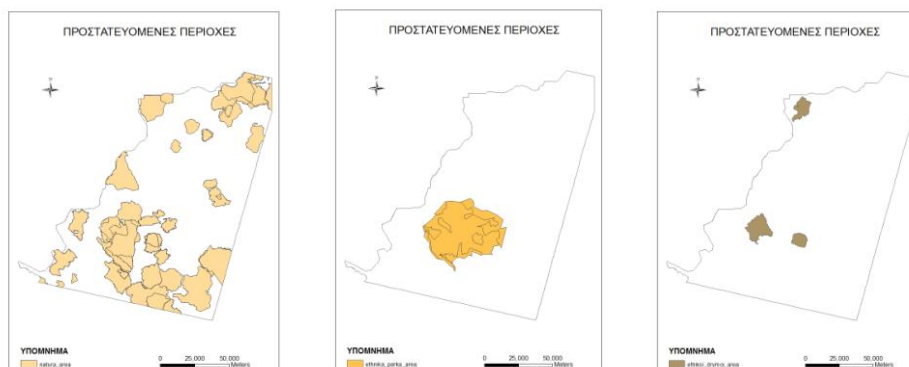 ΠΡΟΣΤΑΤΕΥΟΜΕΝΕΣ ΠΕΡΙΟΧΕΣ
ΥΠΟΜΝΗΜΑ
natura_area
0 25,000 50,000
Meters
ΠΡΟΣΤΑΤΕΥΟΜΕΝΕΣ ΠΕΡΙΟΧΕΣ
ΥΠΟΜΝΗΜΑ
ethnika_parka_area
0 25,000 50,000
Meters
ΠΡΟΣΤΑΤΕΥΟΜΕΝΕΣ ΠΕΡΙΟΧΕΣ
ΥΠΟΜΝΗΜΑ
0 25,000 50,000
Meters